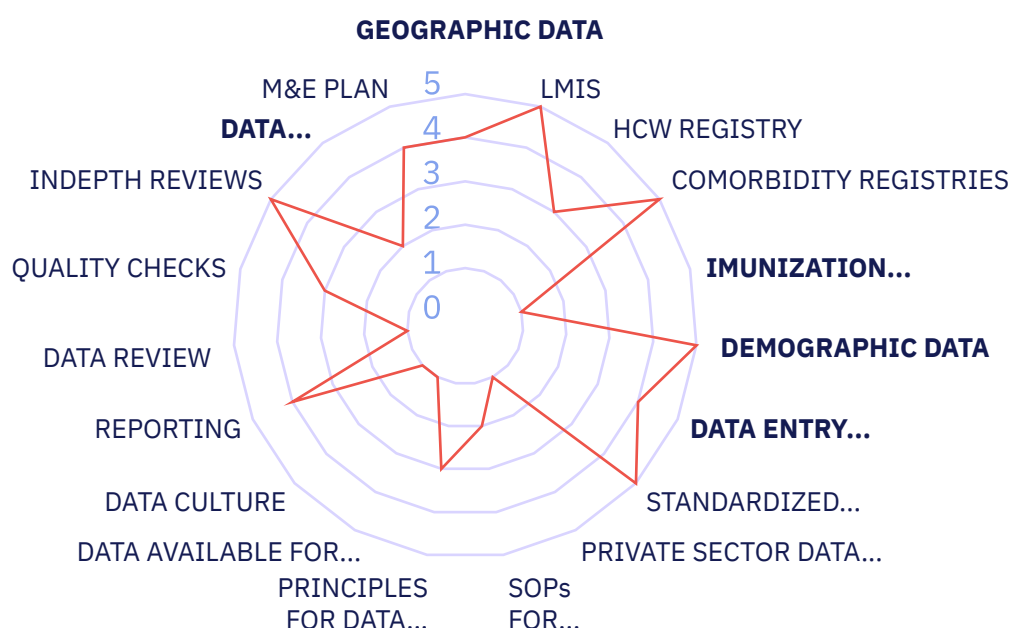 GEOGRAPHIC DATA
M&E PLAN
5
LMIS
DATA...
4
HCW REGISTRY
INDEPTH REVIEWS
3
COMORBIDITY REGISTRIES
2
QUALITY CHECKS
1
IMUNIZATION...
0
DATA REVIEW
DEMOGRAPHIC DATA
REPORTING
DATA ENTRY...
DATA CULTURE
STANDARDIZED...
DATA AVAILABLE FOR...
PRIVATE SECTOR DATA...
PRINCIPLES
FOR DATA...
SOPs
FOR...